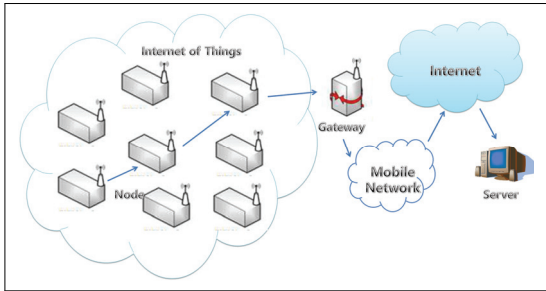 Internet of Things
Node
Gateway
Mobile
Network
Internet
Server